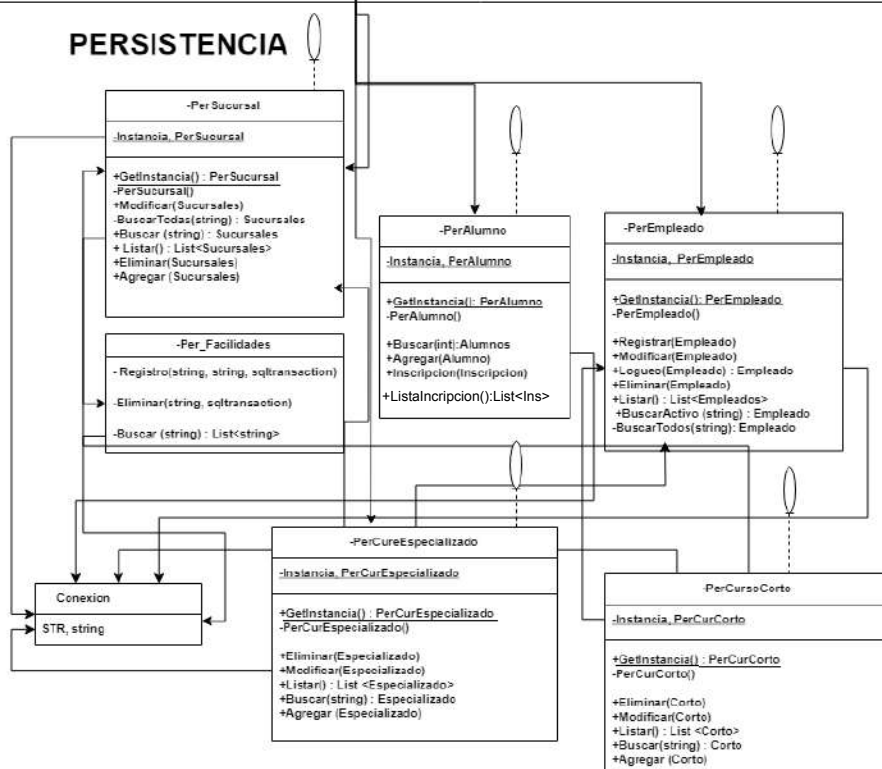 PERSISTENCIA
-PerSucursal
-Instancia, PerSucursal
+GetInstancia() : PerSucursal
-PerSucursal()
+Modificar(Sucursales)
-BuscarTodas(string) : Sucursales
+Buscar (string) : Sucursales
+ Listar() : List<Sucursales>
+Eliminar(Sucursales)
+Agregar (Sucursales)
-Per_Facilidades
- Registro(string, string, sqltransaction)
-Eliminar(string, sqltransaction)
-Buscar (string) : List<string>
-PerAlumno
-Instancia, PerAlumno
+GetInstancia(): PerAlumno
-PerAlumno()
+Buscar(int):Alumnos
+Agregar(Alumno)
+Inscripcion(Inscripcion)
+ListaIncripcion():List<Ins>
-PerEmpleado
-Instancia, PerEmpleado
+GetInstancia(): PerEmpleado
-PerEmpleado()
+Registrar(Empleado)
+Modificar(Empleado)
+Logueo(Empleado) : Empleado
+Eliminar(Empleado)
+Listar() : List<Empleados>
+BuscarActivo (string) : Empleado
-BuscarTodos(string): Empleado
Conexion
STR, string
-PerCureEspecializado
-Instancia, PerCurEspecializado
+GetInstancia() : PerCurEspecializado
-PerCurEspecializado()
+Eliminar(Especializado)
+Modificar(Especializado)
+Listar() : List <Especializado>
+Buscar(string) : Especializado
+Agregar (Especializado)
-PerCursoCorto
-Instancia, PerCurCorto
+GetInstancia() : PerCurCorto
-PerCurCorto()
+Eliminar(Corto)
+Modificar(Corto)
+Listar() : List <Corto>
+Buscar(string) : Corto
+Agregar (Corto)